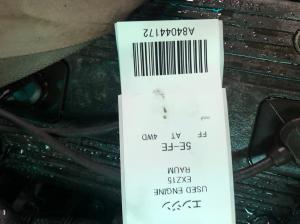 エンジン
USED ENGINE
EXZ15
RAUM
5E-FE
FF AT 4WD
A84044172